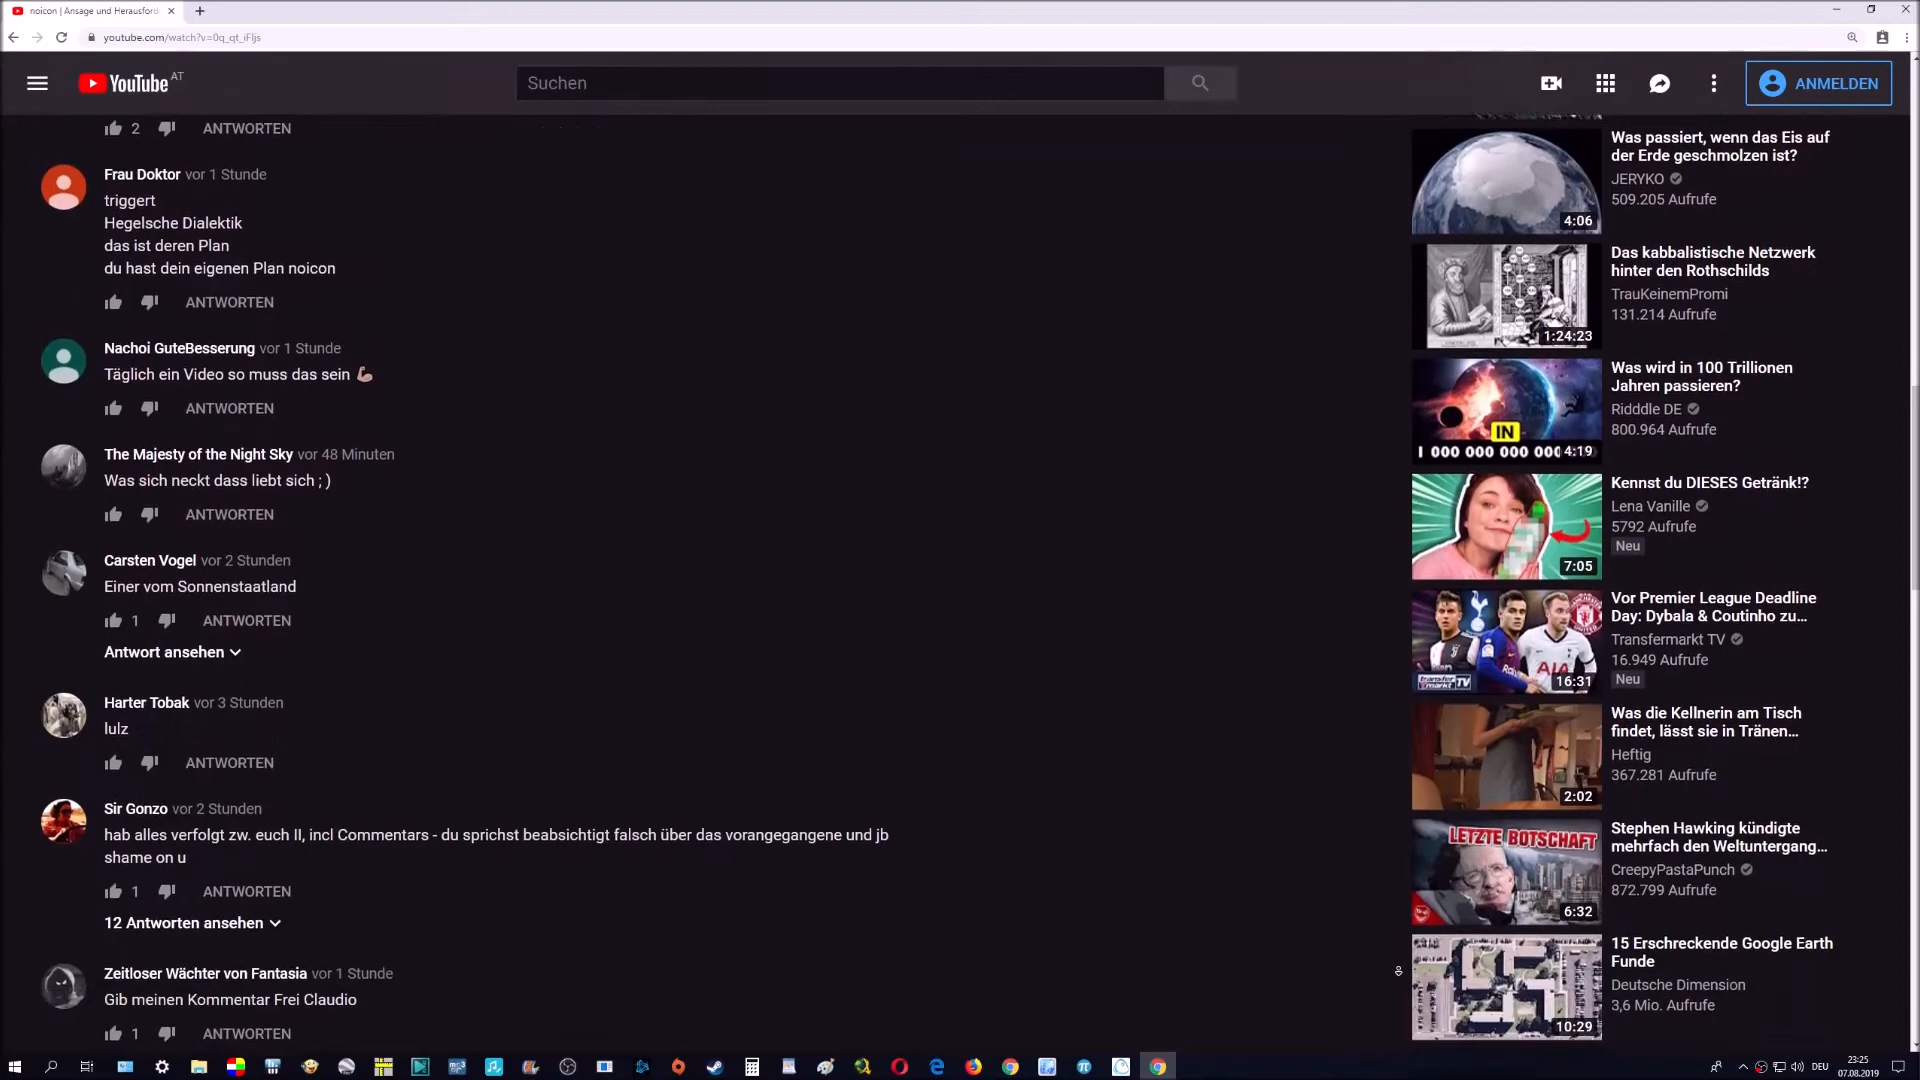 noicon | Ansage und Herausford
youtube.com/watch?v=0q_qt_iFljs
YouTube AT
Suchen
ANMELDEN
2 ANTWORTEN
Frau Doktor vor 1 Stunde
triggert
Hegelsche Dialektik
das ist deren Plan
du hast dein eigenen Plan noicon
ANTWORTEN
Nachoi GuteBesserung vor 1 Stunde
Täglich ein Video so muss das sein 💪🏼
ANTWORTEN
The Majesty of the Night Sky vor 48 Minuten
Was sich neckt dass liebt sich ; )
ANTWORTEN
Carsten Vogel vor 2 Stunden
Einer vom Sonnenstaatland
1 ANTWORTEN
Antwort ansehen
Harter Tobak vor 3 Stunden
lulz
ANTWORTEN
Sir Gonzo vor 2 Stunden
hab alles verfolgt zw. euch II, incl Commentars - du sprichst beabsichtigt falsch über das vorangegangene und jb
shame on u
1 ANTWORTEN
12 Antworten ansehen
Zeitloser Wächter von Fantasia vor 1 Stunde
Gib meinen Kommentar Frei Claudio
1 ANTWORTEN
4:06
Was passiert, wenn das Eis auf
der Erde geschmolzen ist?
JERYKO
509.205 Aufrufe
1:24:23
Das kabbalistische Netzwerk
hinter den Rothschilds
TrauKeinemPromi
131.214 Aufrufe
IN
1 000 000 000 000
4:19
Was wird in 100 Trillionen
Jahren passieren?
Ridddle DE
800.964 Aufrufe
7:05
Kennst du DIESES Getränk!?
Lena Vanille
5792 Aufrufe
Neu
transfermarkt TV
16:31
Vor Premier League Deadline
Day: Dybala & Coutinho zu...
Transfermarkt TV
16.949 Aufrufe
Neu
2:02
Was die Kellnerin am Tisch
findet, lässt sie in Tränen...
Heftig
367.281 Aufrufe
LETZTE BOTSCHAFT
6:32
Stephen Hawking kündigte
mehrfach den Weltuntergang...
CreepyPastaPunch
872.799 Aufrufe
10:29
15 Erschreckende Google Earth
Funde
Deutsche Dimension
3,6 Mio. Aufrufe
DEU
23:25
07.08.2019